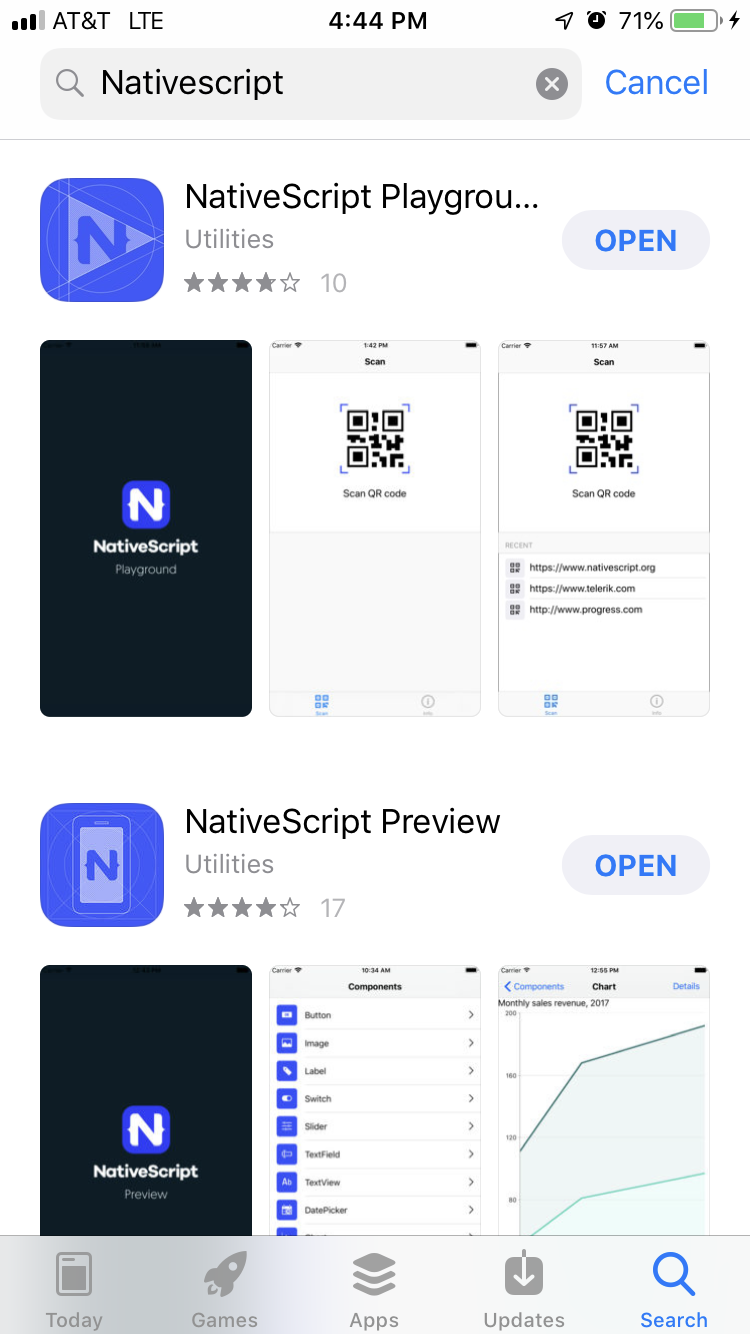 AT&T LTE 4:44 PM 71%
Nativescript Cancel
NativeScript Playgrou...
Utilities
OPEN
10
Carrier 1:42 PM
Scan
Scan QR code
Scan
Info
Carrier 11:57 AM
Scan
Scan QR code
RECENT
https://www.nativescript.org
https://www.telerik.com
http://www.progress.com
Scan
Info
N
NativeScript
Playground
NativeScript Preview
Utilities
OPEN
17
N
NativeScript
Preview
Carrier 10:34 AM
Components
Button
Image
Label
Switch
Slider
TextField
Ab TextView
DatePicker
Carrier 12:55 PM
Components Chart Details
Monthly sales revenue, 2017
200
160
120
80
Today Games Apps Updates Search